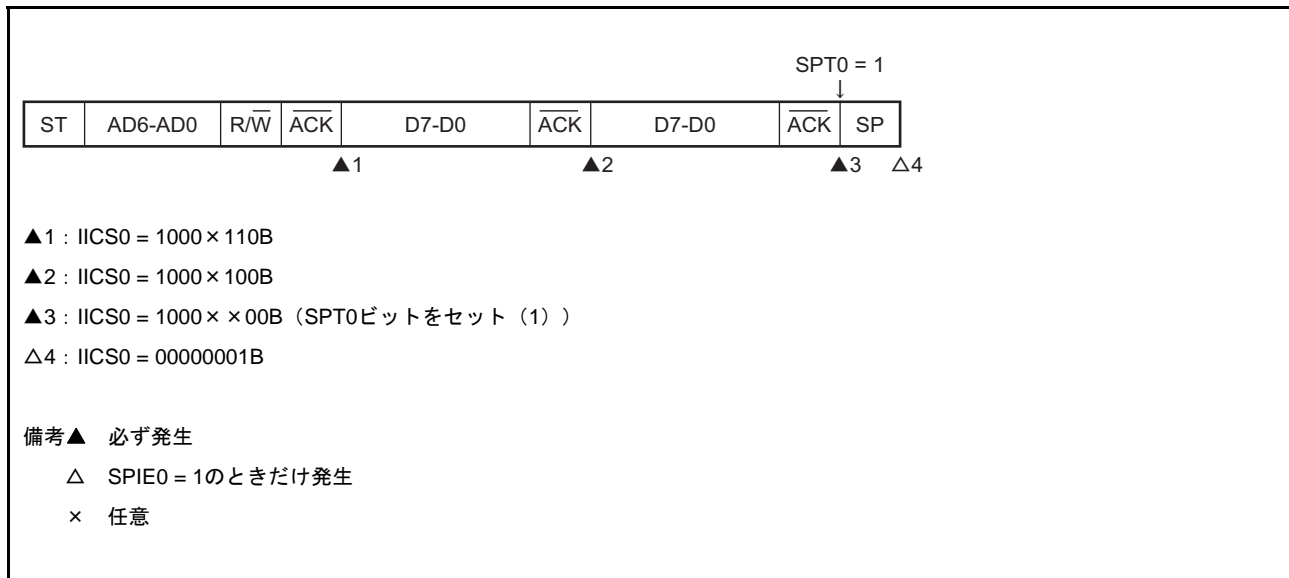 SPT0 = 1
↓
ST AD6-AD0 R/W̅ A̅C̅K̅ D7-D0 A̅C̅K̅ D7-D0 A̅C̅K̅ SP
▲1 ▲2 ▲3 △4
▲1：IICS0 = 1000×110B
▲2：IICS0 = 1000×100B
▲3：IICS0 = 1000××00B（SPT0ビットをセット（1））
△4：IICS0 = 00000001B
備考▲ 必ず発生
△ SPIE0 = 1のときだけ発生
× 任意